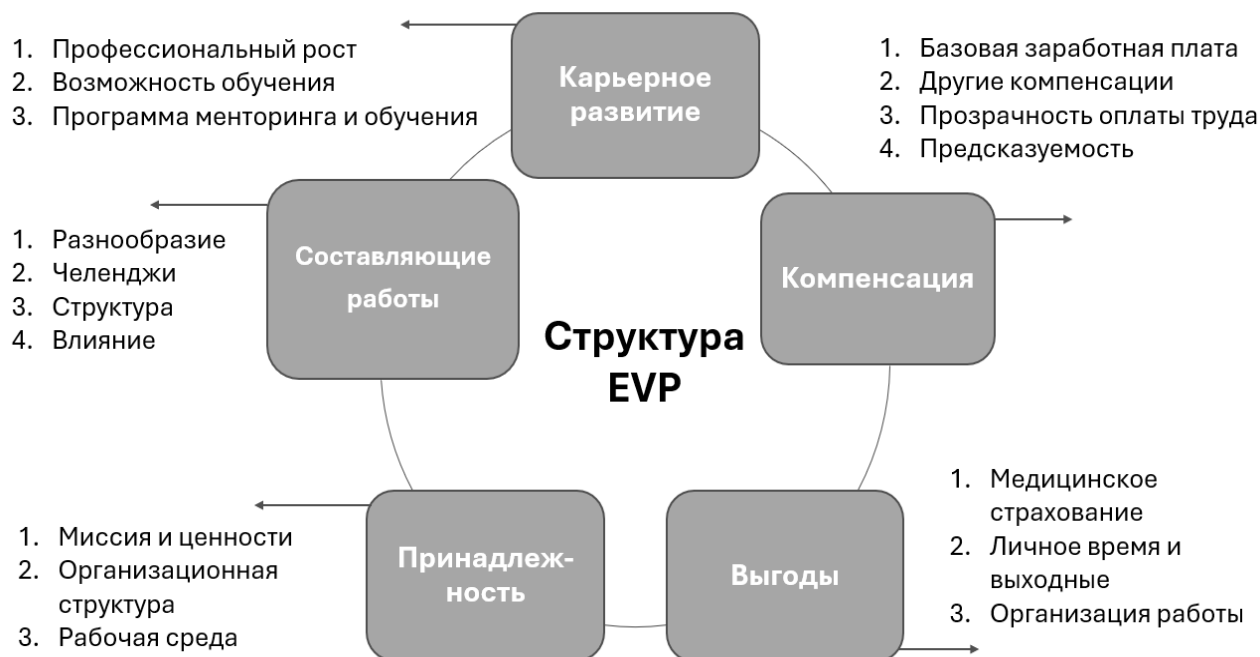 1. Профессиональный рост
2. Возможность обучения
3. Программа менторинга и обучения
Карьерное
развитие
1. Базовая заработная плата
2. Другие компенсации
3. Прозрачность оплаты труда
4. Предсказуемость
1. Разнообразие
2. Челенджи
3. Структура
4. Влияние
Составляющие
работы
Структура
EVP
Компенсация
1. Миссия и ценности
2. Организационная
структура
3. Рабочая среда
Принадлеж-
ность
Выгоды
1. Медицинское
страхование
2. Личное время и
выходные
3. Организация работы